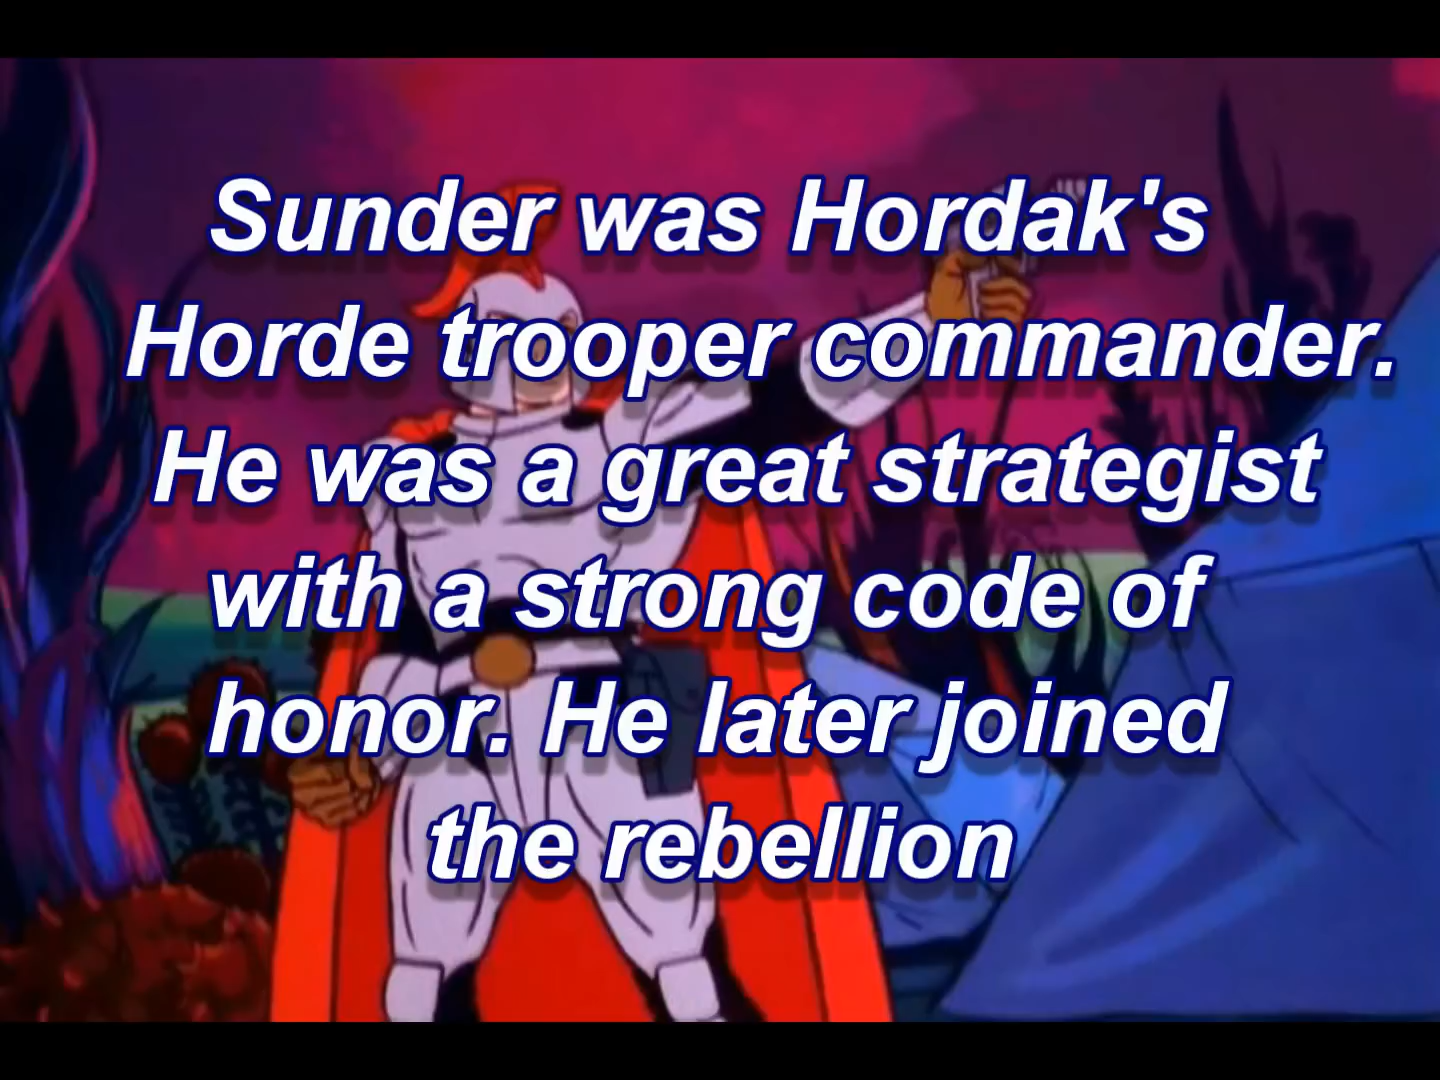 Sunder was Hordak's
Horde trooper commander.
He was a great strategist
with a strong code of
honor. He later joined
the rebellion